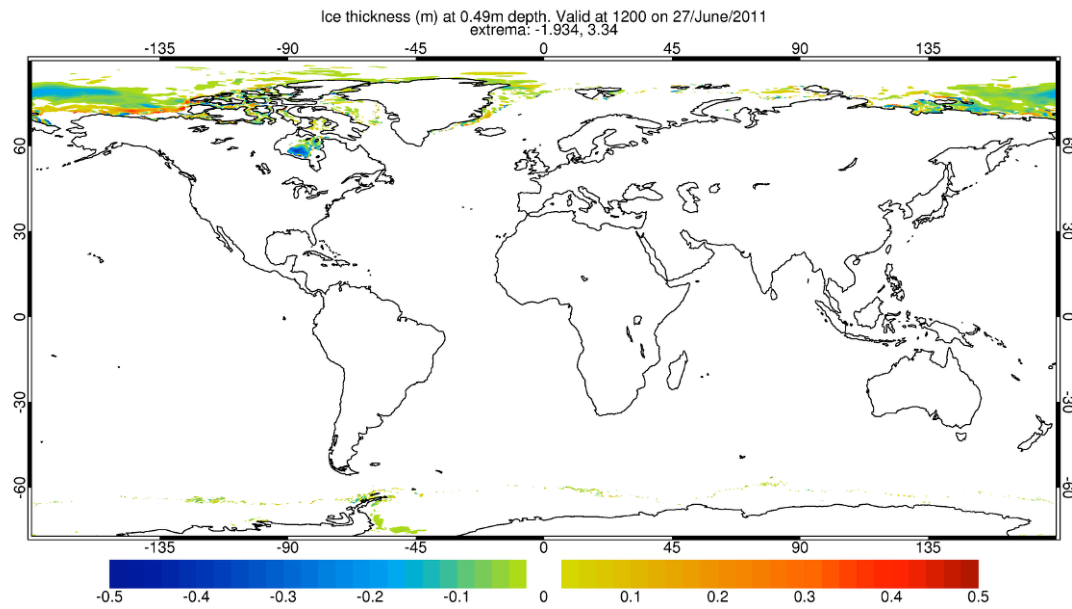 Ice thickness (m) at 0.49m depth. Valid at 1200 on 27/June/2011
extrema: -1.934, 3.34
-135 -90 -45 0 45 90 135
60 60
30 30
0 0
-30 -30
-60 -60
-135 -90 -45 0 45 90 135
-0.5 -0.4 -0.3 -0.2 -0.1 0 0.1 0.2 0.3 0.4 0.5